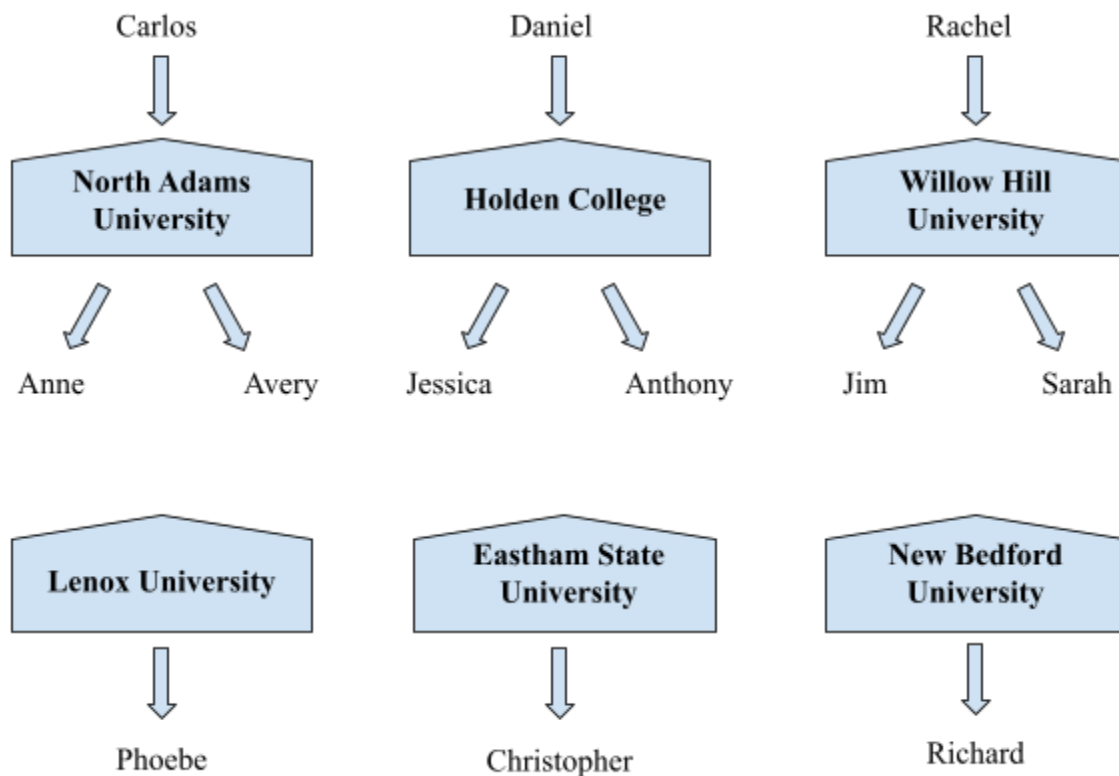 Carlos
Daniel
Rachel
North Adams
University
Holden College
Willow Hill
University
Anne
Avery
Jessica
Anthony
Jim
Sarah
Lenox University
Eastham State
University
New Bedford
University
Phoebe
Christopher
Richard